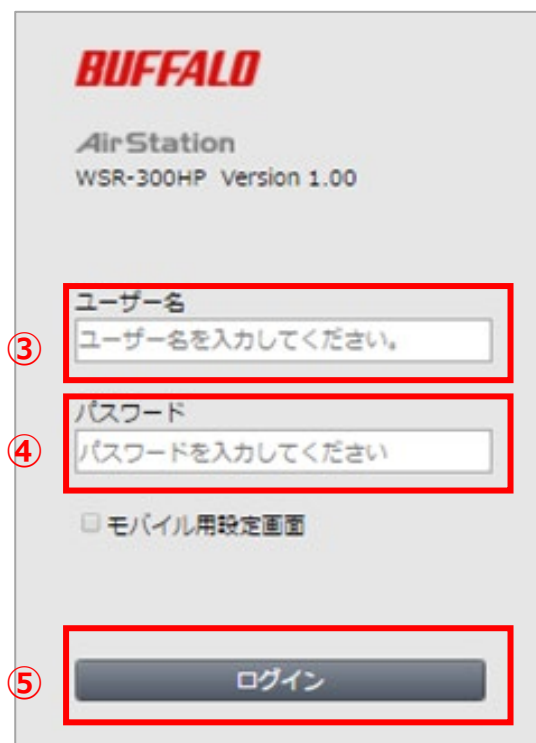 BUFFALO
AirStation
WSR-300HP Version 1.00
ユーザー名
③ ユーザー名を入力してください。
パスワード
④ パスワードを入力してください
モバイル用設定画面
⑤ ログイン